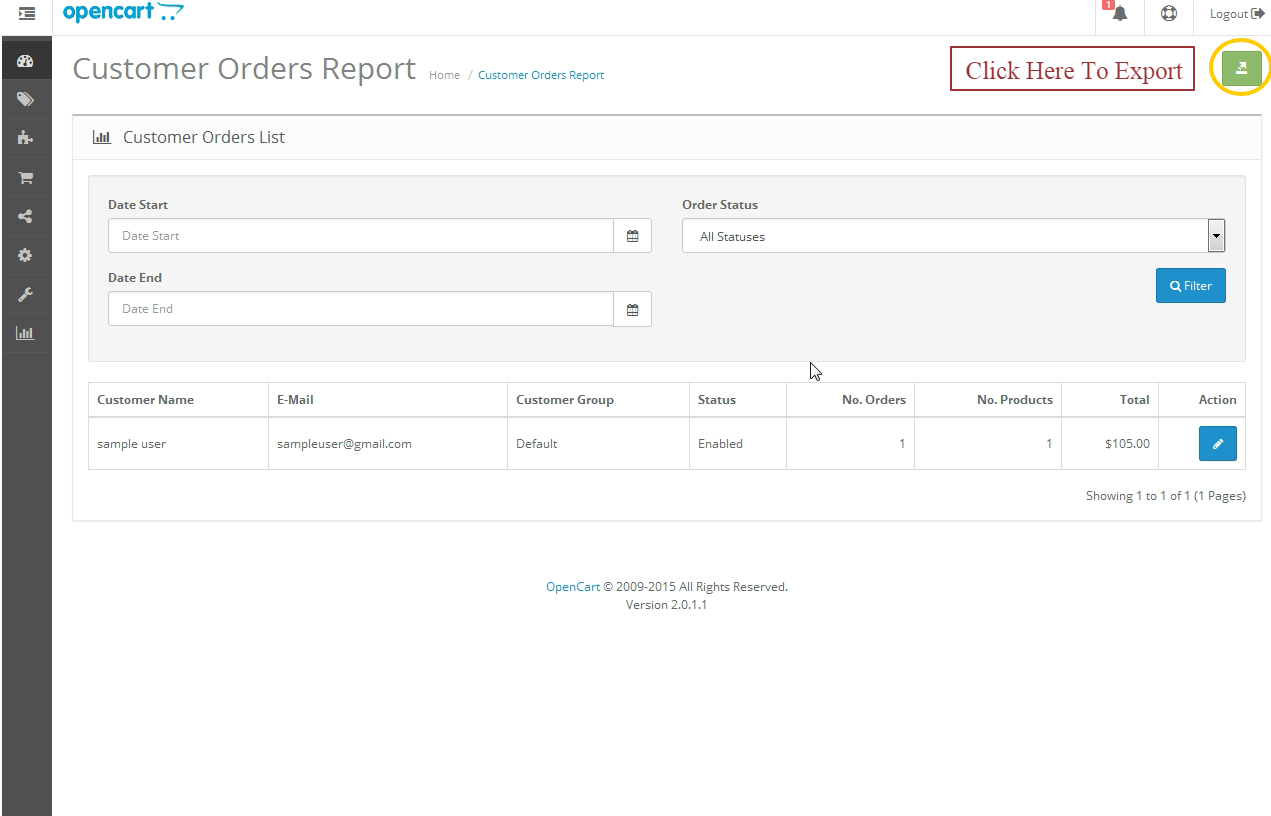 opencart
1
Logout
Customer Orders Report Home / Customer Orders Report
Click Here To Export
Customer Orders List
Date Start
Order Status
Date Start
All Statuses
Date End
Filter
Date End
Customer Name E-Mail Customer Group Status No. Orders No. Products Total Action
sample user sampleuser@gmail.com Default Enabled 1 1 $105.00
Showing 1 to 1 of 1 (1 Pages)
OpenCart © 2009-2015 All Rights Reserved.
Version 2.0.1.1